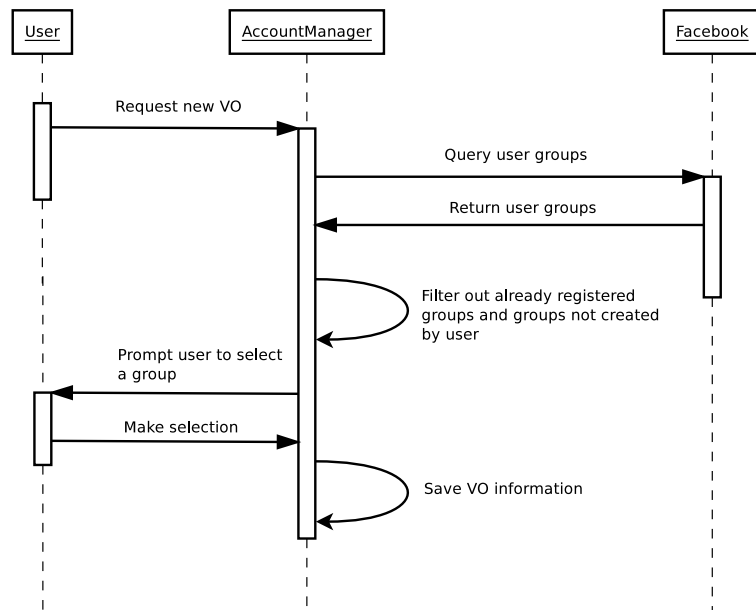 User
AccountManager
Facebook
Request new VO
Query user groups
Return user groups
Filter out already registered
groups and groups not created
by user
Prompt user to select
a group
Make selection
Save VO information